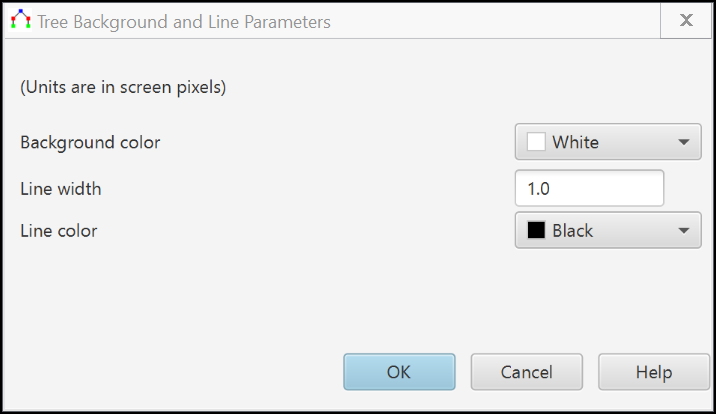 Tree Background and Line Parameters
(Units are in screen pixels)
Background color White
Line width 1.0
Line color Black
OK Cancel Help